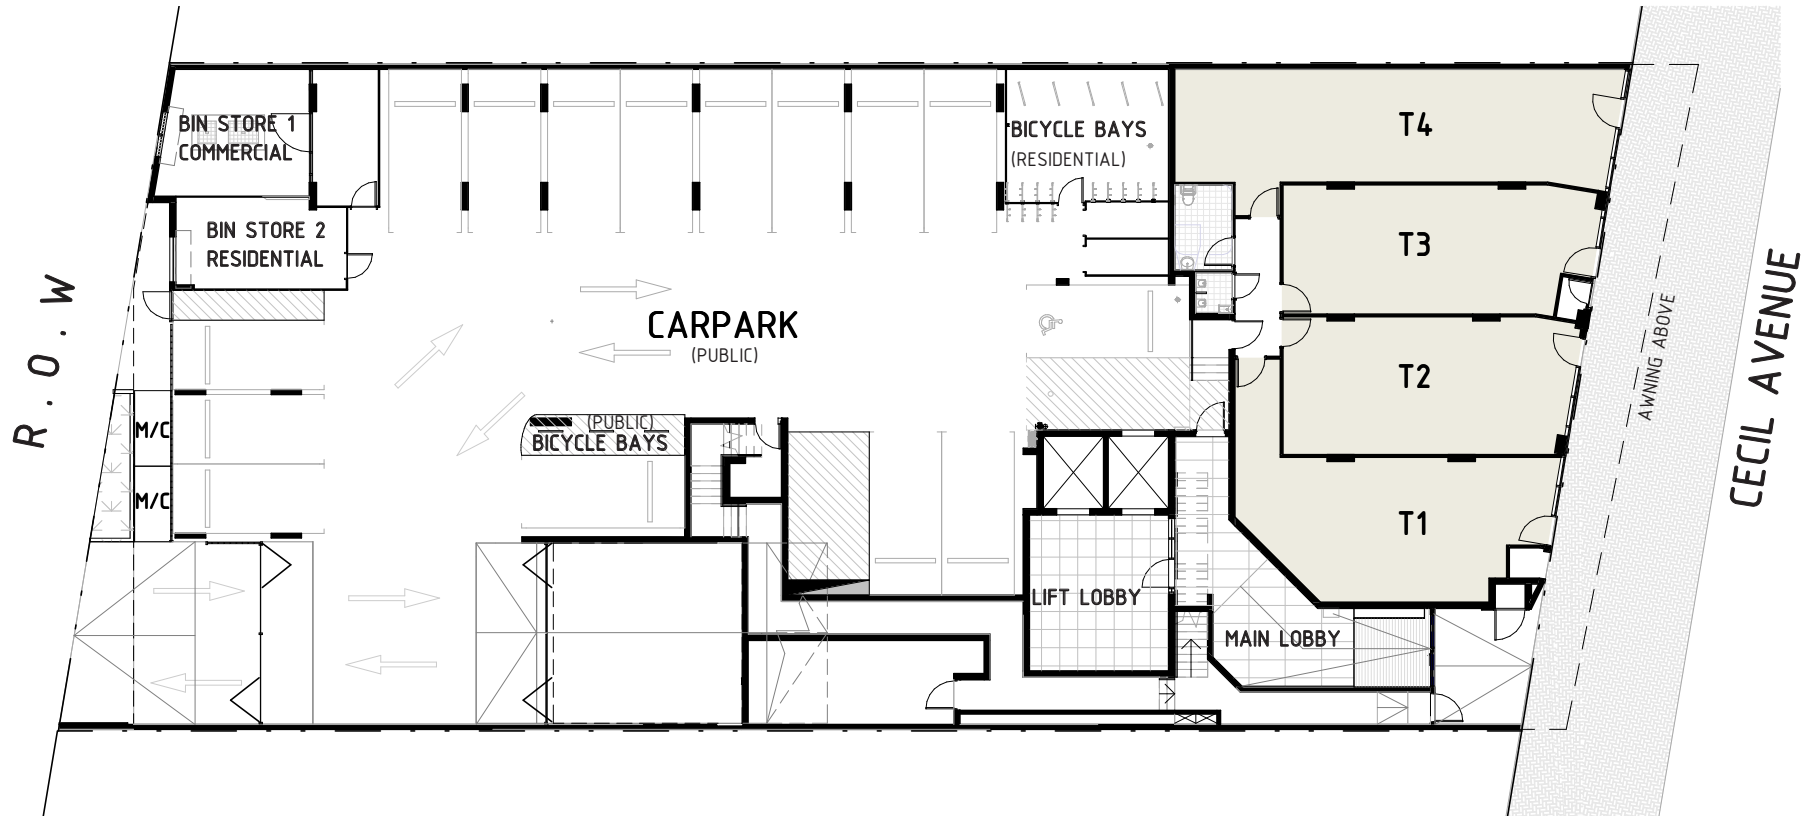 BIN STORE 1
COMMERCIAL
BIN STORE 2
RESIDENTIAL
BICYCLE BAYS
(RESIDENTIAL)
T4
T3
T2
T1
CARPARK
(PUBLIC)
(PUBLIC)
BICYCLE BAYS
M/C
M/C
LIFT LOBBY
MAIN LOBBY
R.O.W
AWNING ABOVE
CECIL AVENUE